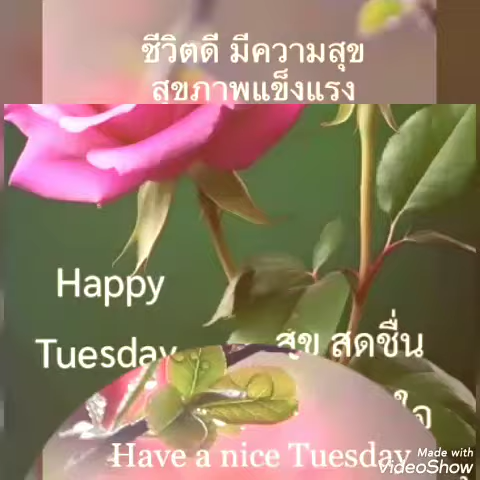 ชีวิตดี มีความสุข
สุขภาพแข็งแรง
Happy
สุข สดชื่น
Tuesday
Have a nice Tuesday
Made with
VideoShow